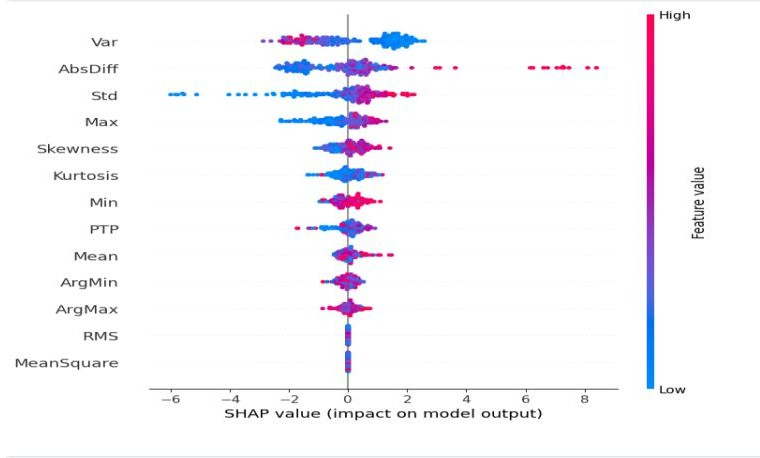 High
Var
AbsDiff
Std
Max
Skewness
Kurtosis
Min
PTP
Mean
ArgMin
ArgMax
RMS
MeanSquare
Feature value
Low
−6 −4 −2 0 2 4 6 8
SHAP value (impact on model output)